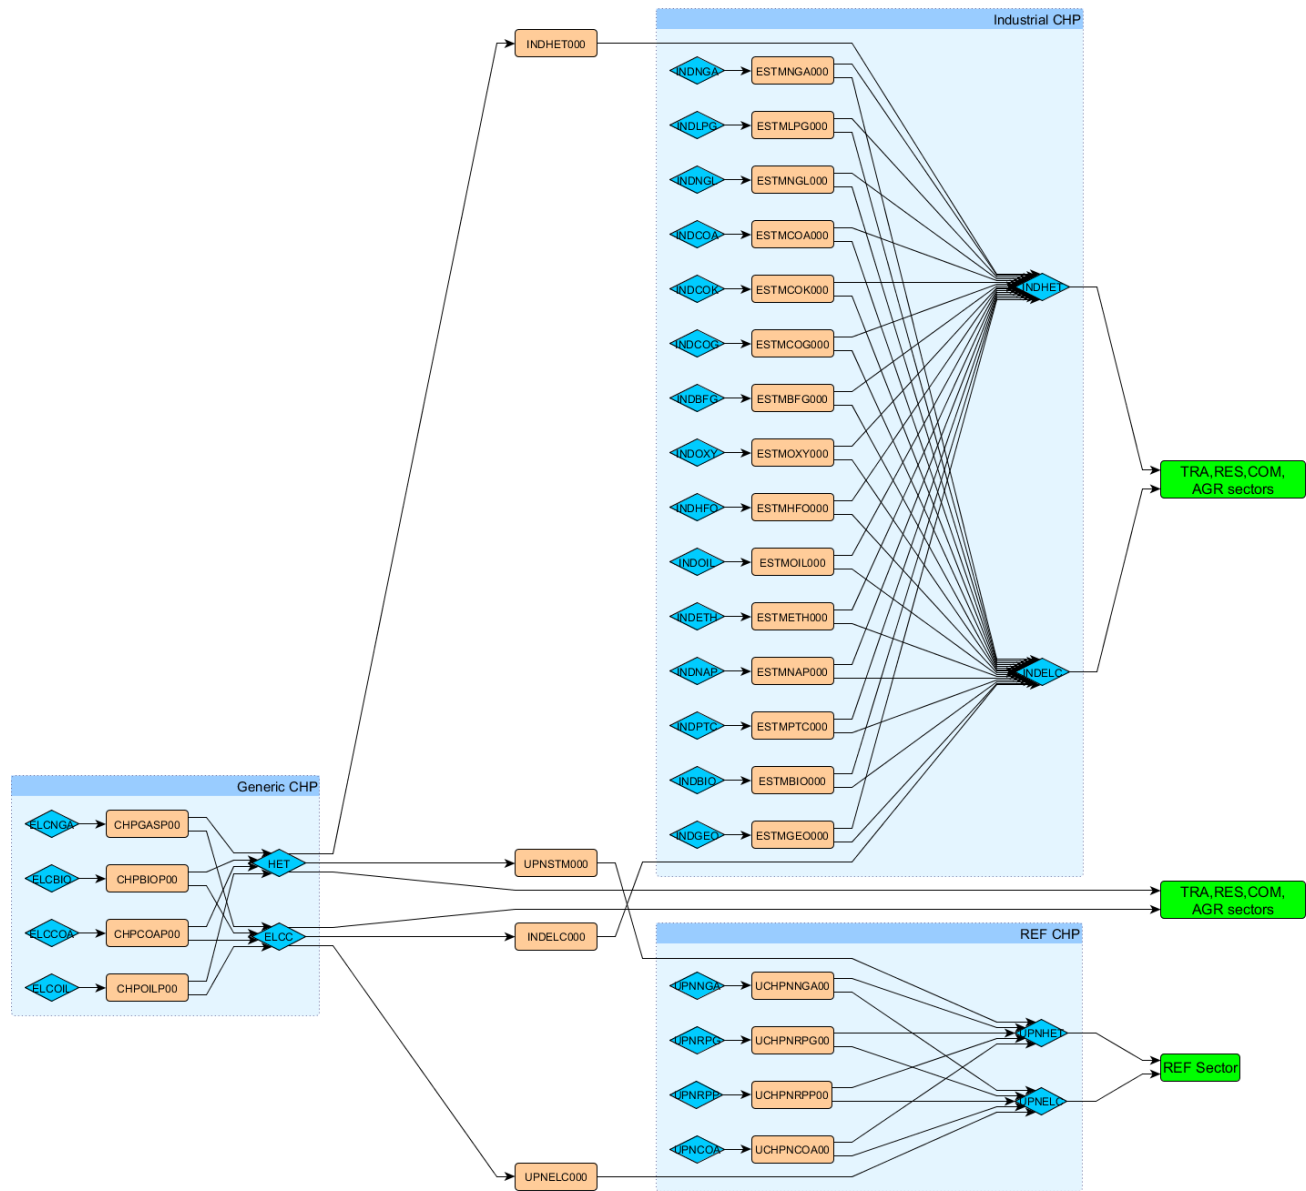 Industrial CHP
INDHET000
INDNGA
ESTMNGA000
INDLPG
ESTMLPG000
INDNGL
ESTMNGL000
INDCOA
ESTMCOA000
INDCOK
ESTMCOK000
INDHET
INDCOG
ESTMCOG000
INDBFG
ESTMBFG000
INDOXY
ESTMOXY000
TRA,RES,COM,
AGR sectors
INDHFO
ESTMHFO000
INDOIL
ESTMOIL000
INDETH
ESTMETH000
INDNAP
ESTMNAP000
INDELC
INDPTC
ESTMPTC000
INDBIO
ESTMBIO000
Generic CHP
INDGEO
ESTMGEO000
ELCNGA
CHPGASP00
HET
UPNSTM000
ELCBIO
CHPBIOP00
TRA,RES,COM,
AGR sectors
ELCCOA
CHPCOAP00
ELCC
INDELC000
REF CHP
ELCOIL
CHPOILP00
UPNNGA
UCHPNNGA00
UPNHET
UPNRPG
UCHPNRPG00
REF Sector
UPNRPP
UCHPNRPP00
UPNELC
UPNCOA
UCHPNCOA00
UPNELC000